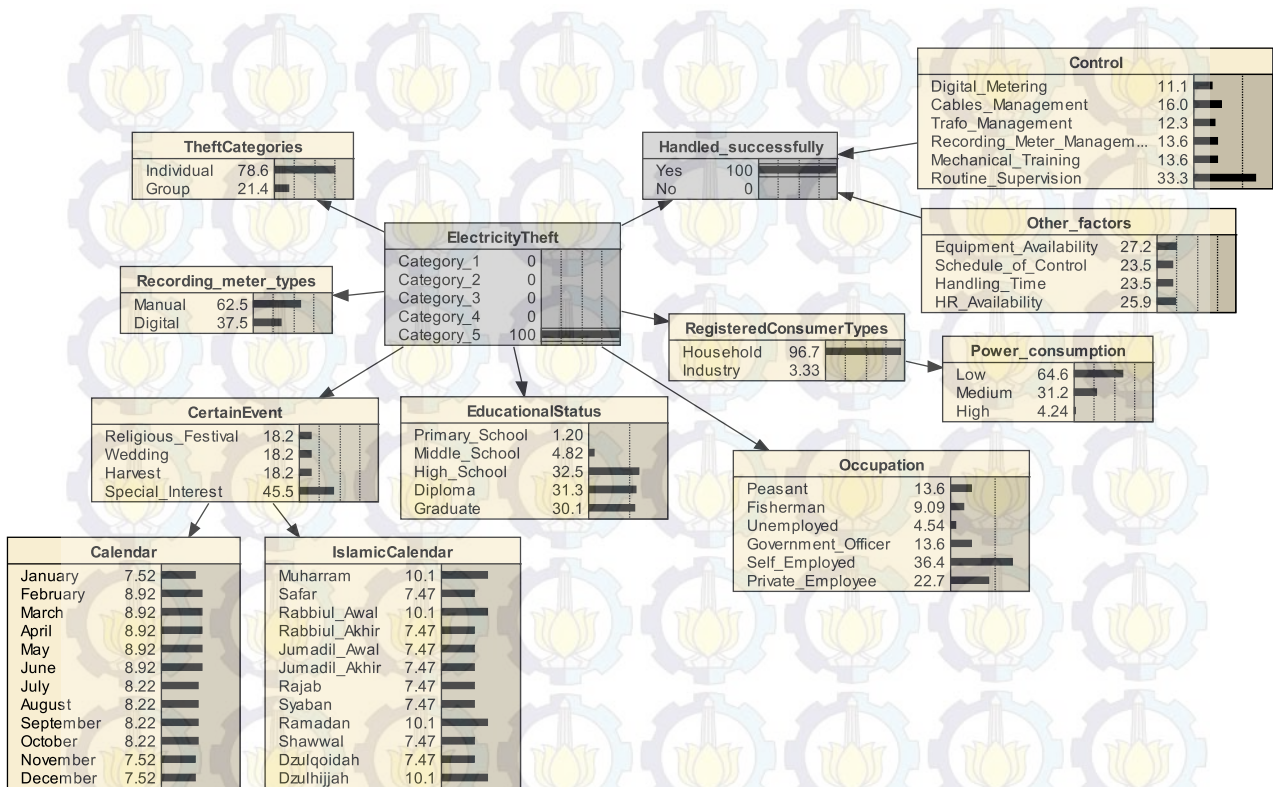 Control
Digital_Metering 11.1
Cables_Management 16.0
Trafo_Management 12.3
Recording_Meter_Managem... 13.6
Mechanical_Training 13.6
Routine_Supervision 33.3
TheftCategories
Individual 78.6
Group 21.4
Handled_successfully
Yes 100
No 0
Other_factors
Equipment_Availability 27.2
Schedule_of_Control 23.5
Handling_Time 23.5
HR_Availability 25.9
ElectricityTheft
Category_1 0
Category_2 0
Category_3 0
Category_4 0
Category_5 100
Recording_meter_types
Manual 62.5
Digital 37.5
RegisteredConsumerTypes
Household 96.7
Industry 3.33
Power_consumption
Low 64.6
Medium 31.2
High 4.24
CertainEvent
Religious_Festival 18.2
Wedding 18.2
Harvest 18.2
Special_Interest 45.5
EducationalStatus
Primary_School 1.20
Middle_School 4.82
High_School 32.5
Diploma 31.3
Graduate 30.1
Occupation
Peasant 13.6
Fisherman 9.09
Unemployed 4.54
Government_Officer 13.6
Self_Employed 36.4
Private_Employee 22.7
Calendar
January 7.52
February 8.92
March 8.92
April 8.92
May 8.92
June 8.92
July 8.22
August 8.22
September 8.22
October 8.22
November 7.52
December 7.52
IslamicCalendar
Muharram 10.1
Safar 7.47
Rabbiul_Awal 10.1
Rabbiul_Akhir 7.47
Jumadil_Awal 7.47
Jumadil_Akhir 7.47
Rajab 7.47
Syaban 7.47
Ramadan 10.1
Shawwal 7.47
Dzulqoidah 7.47
Dzulhijjah 10.1